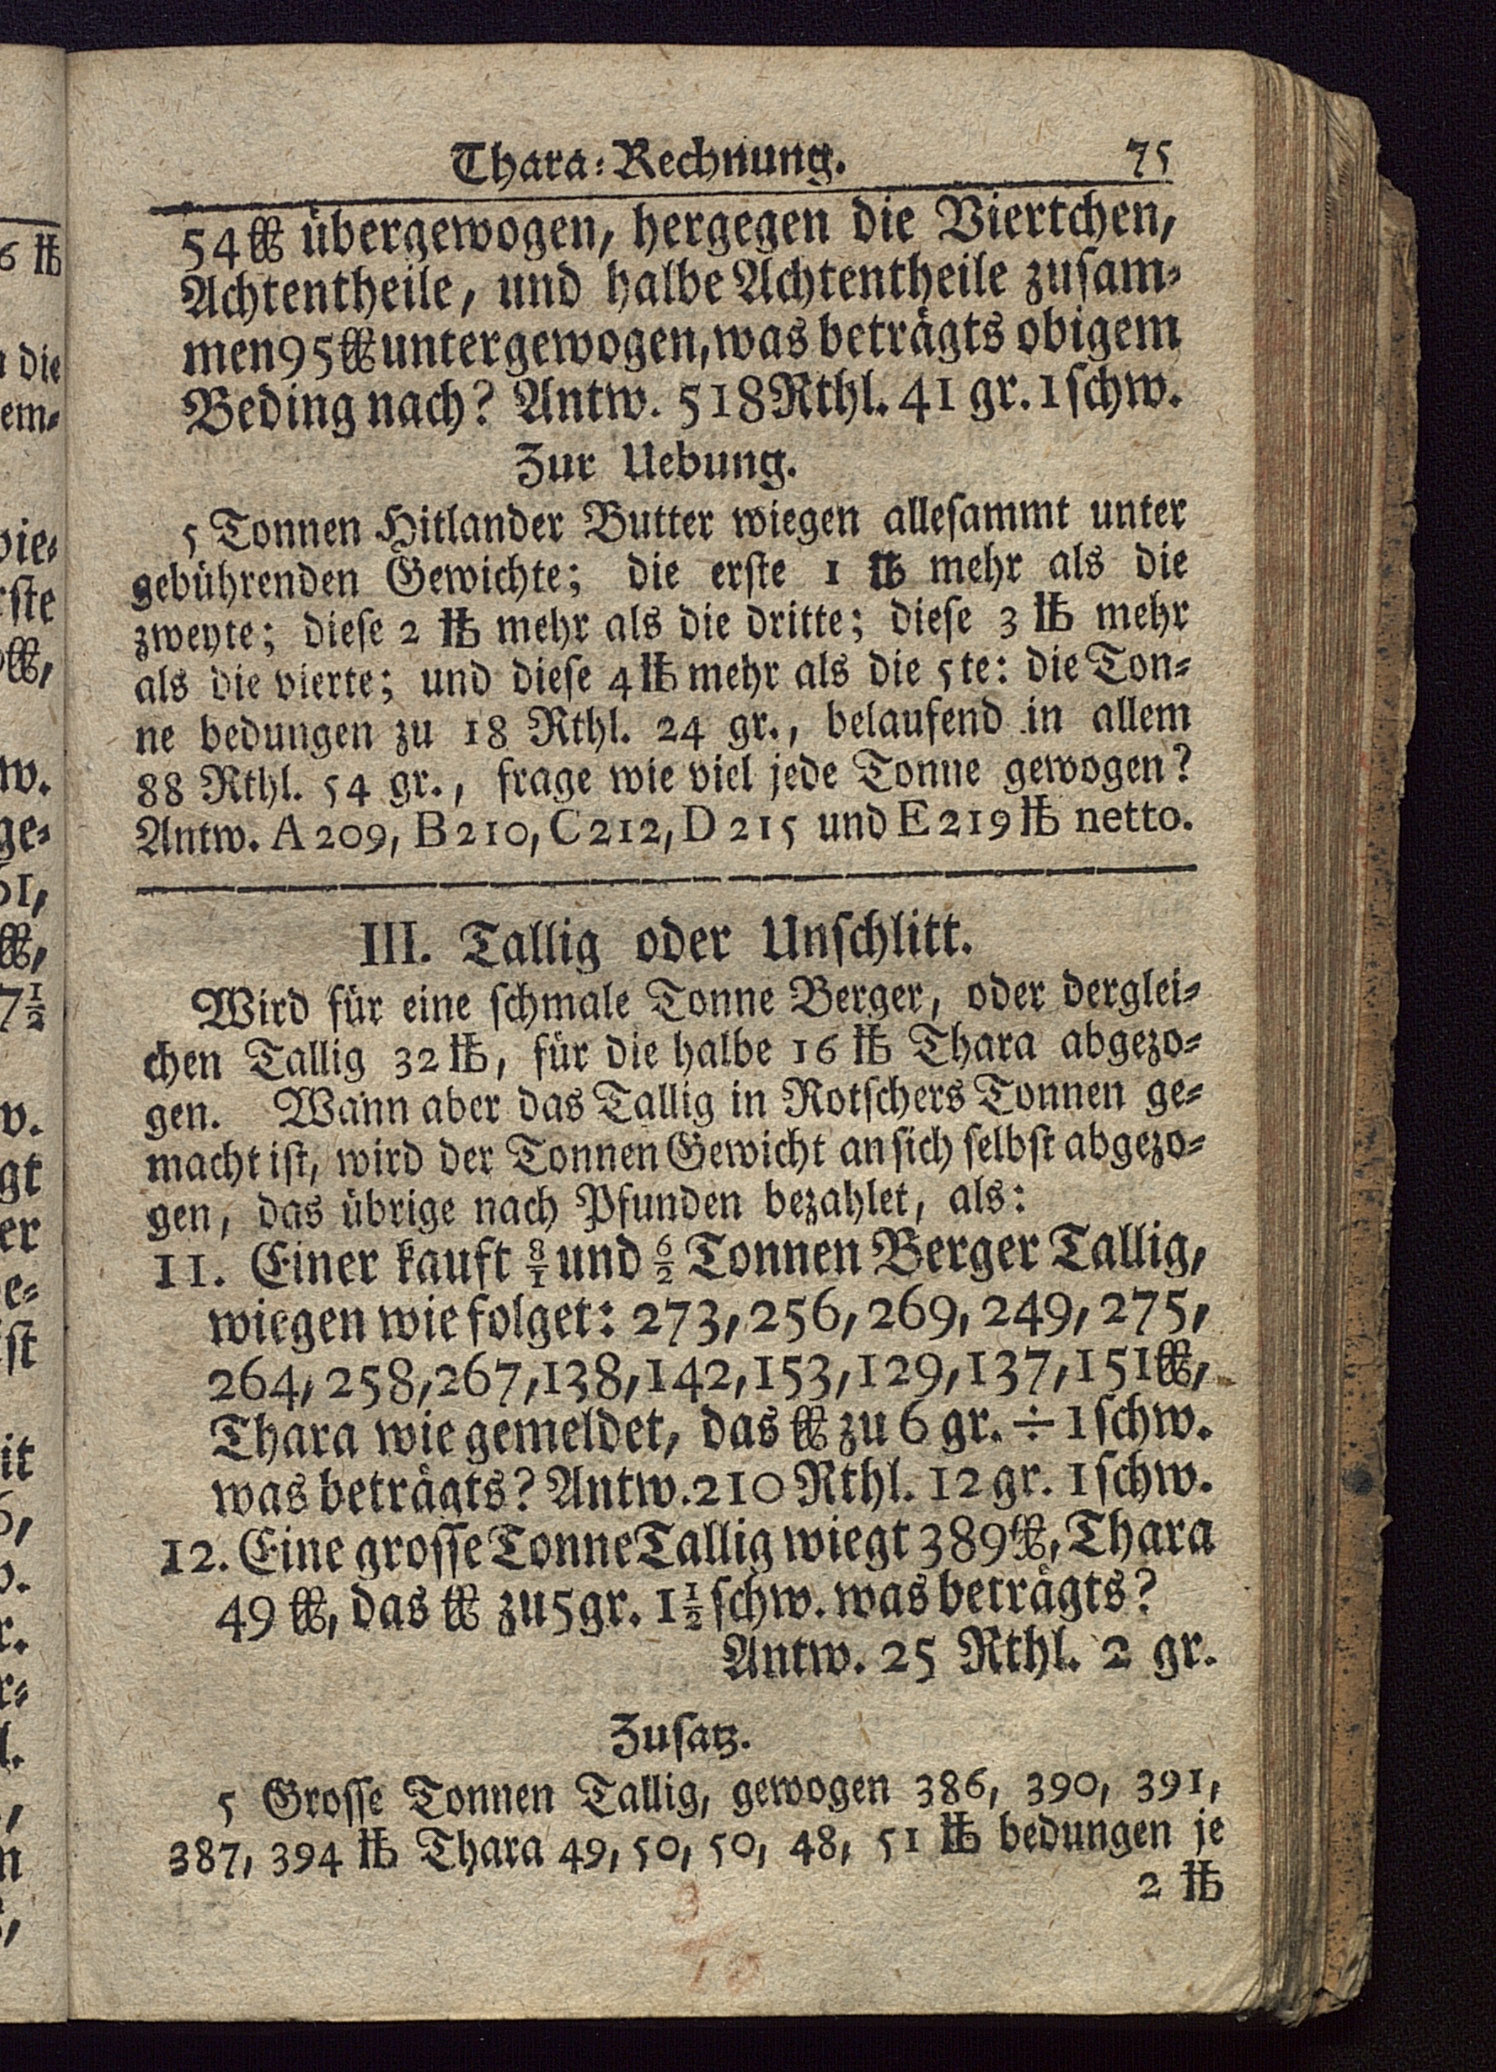 Thara-Rechnung. 75
54 ℔ übergewogen, hergegen die Viertchen,
Achtentheile, und halbe Achtentheile zusam-
men 95 ℔ untergewogen, was beträgts obigem
Beding nach? Antw. 518 Rthl. 41 gr. 1 schw.
Zur Uebung.
5 Tonnen Hitlander Butter wiegen allesammt unter
gebührenden Gewichte; die erste 1 ℔ mehr als die
zweyte; diese 2 ℔ mehr als die dritte; diese 3 ℔ mehr
als die vierte; und diese 4 ℔ mehr als die 5te: die Ton-
ne bedungen zu 18 Rthl. 24 gr., belaufend in allem
88 Rthl. 54 gr., frage wie viel jede Tonne gewogen?
Antw. A 209, B 210, C 212, D 215 und E 219 ℔ netto.
III. Tallig oder Unschlitt.
Wird für eine schmale Tonne Berger, oder derglei-
chen Tallig 32 ℔, für die halbe 16 ℔ Thara abgezo-
gen. Wann aber das Tallig in Rotschers Tonnen ge-
macht ist, wird der Tonnen Gewicht an sich selbst abgezo-
gen, das übrige nach Pfunden bezahlet, als:
11. Einer kauft 8/1 und 6/2 Tonnen Berger Tallig,
wiegen wie folget: 273, 256, 269, 249, 275,
264, 258, 267, 138, 142, 153, 129, 137, 151 ℔,
Thara wie gemeldet, das ℔ zu 6 gr. ÷ 1 schw.
was beträgts? Antw. 210 Rthl. 12 gr. 1 schw.
12. Eine grosse Tonne Tallig wiegt 389 ℔, Thara
49 ℔, das ℔ zu 5 gr. 1 1/2 schw. was beträgts?
Antw. 25 Rthl. 2 gr.
Zusatz.
5 Grosse Tonnen Tallig, gewogen 386, 390, 391,
387, 394 ℔ Thara 49, 50, 50, 48, 51 ℔ bedungen je
2 ℔